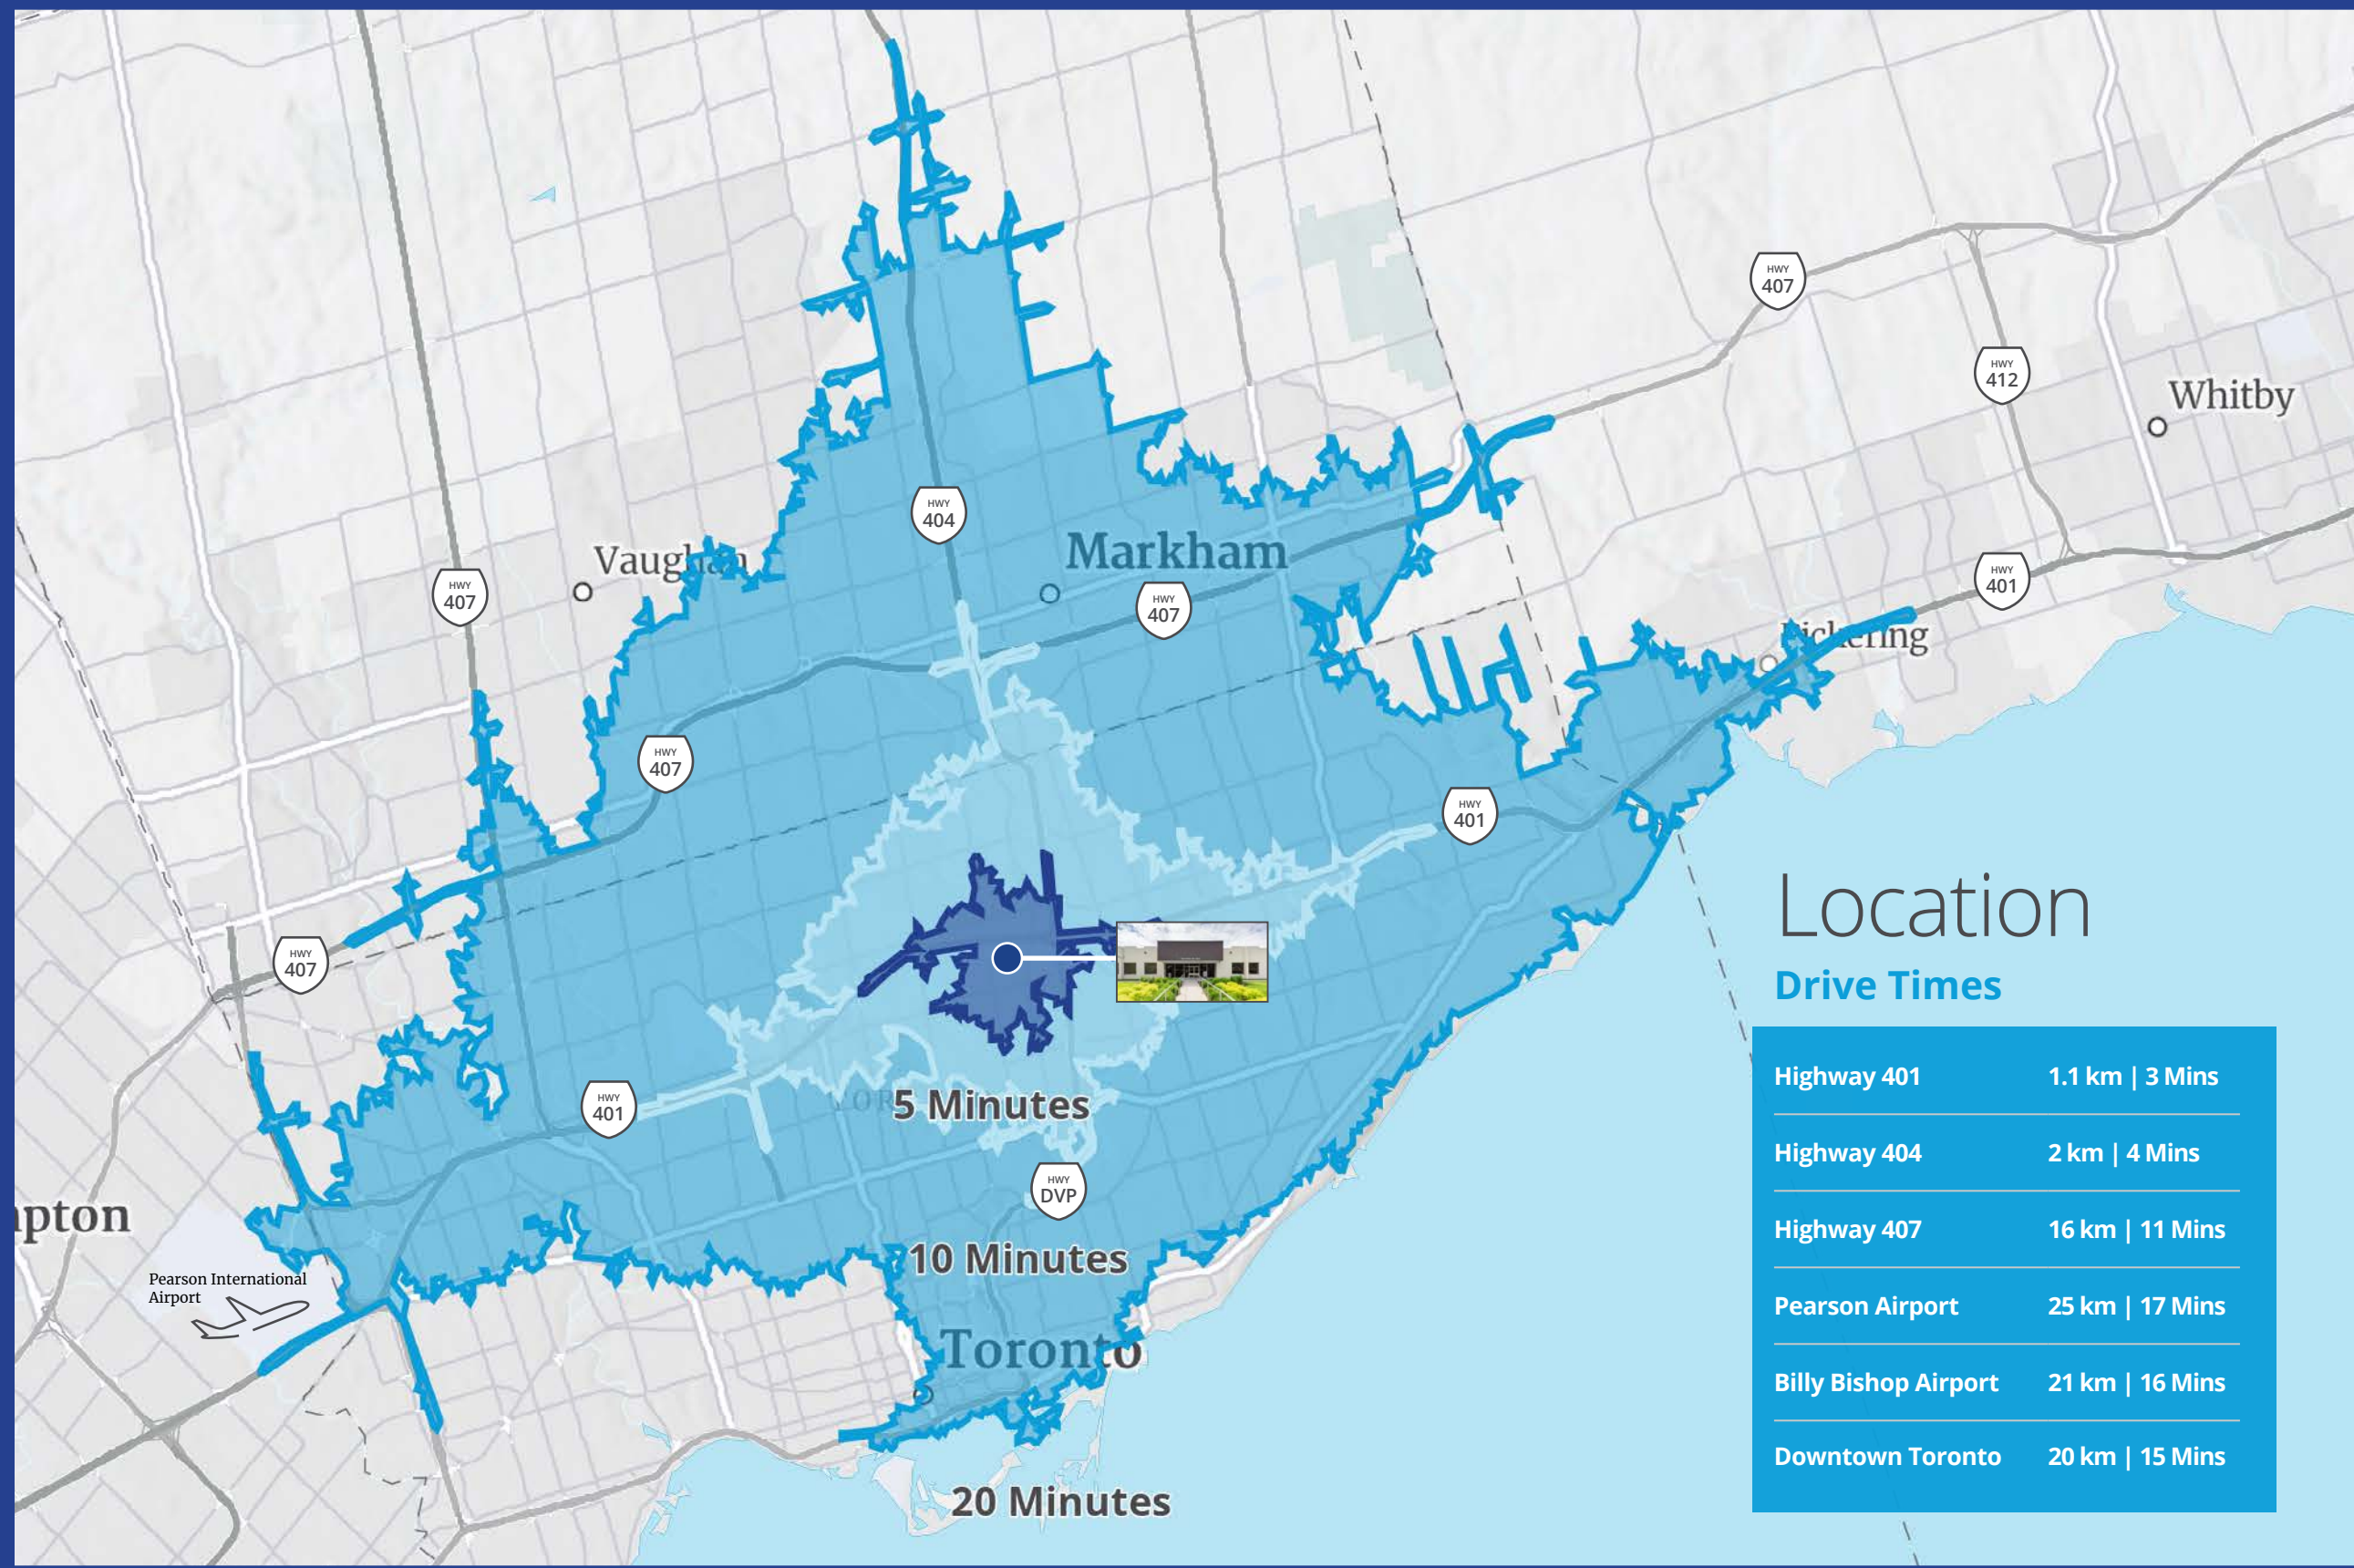 HWY
407
HWY
412
Whitby
HWY
404
Markham
Vaughan
HWY
407
HWY
407
HWY
401
Pickering
HWY
407
HWY
401
HWY
407
HWY
401
5 Minutes
HWY
DVP
10 Minutes
pton
Pearson International
Airport
Toronto
20 Minutes
Location
Drive Times
Highway 401 1.1 km | 3 Mins
Highway 404 2 km | 4 Mins
Highway 407 16 km | 11 Mins
Pearson Airport 25 km | 17 Mins
Billy Bishop Airport 21 km | 16 Mins
Downtown Toronto 20 km | 15 Mins